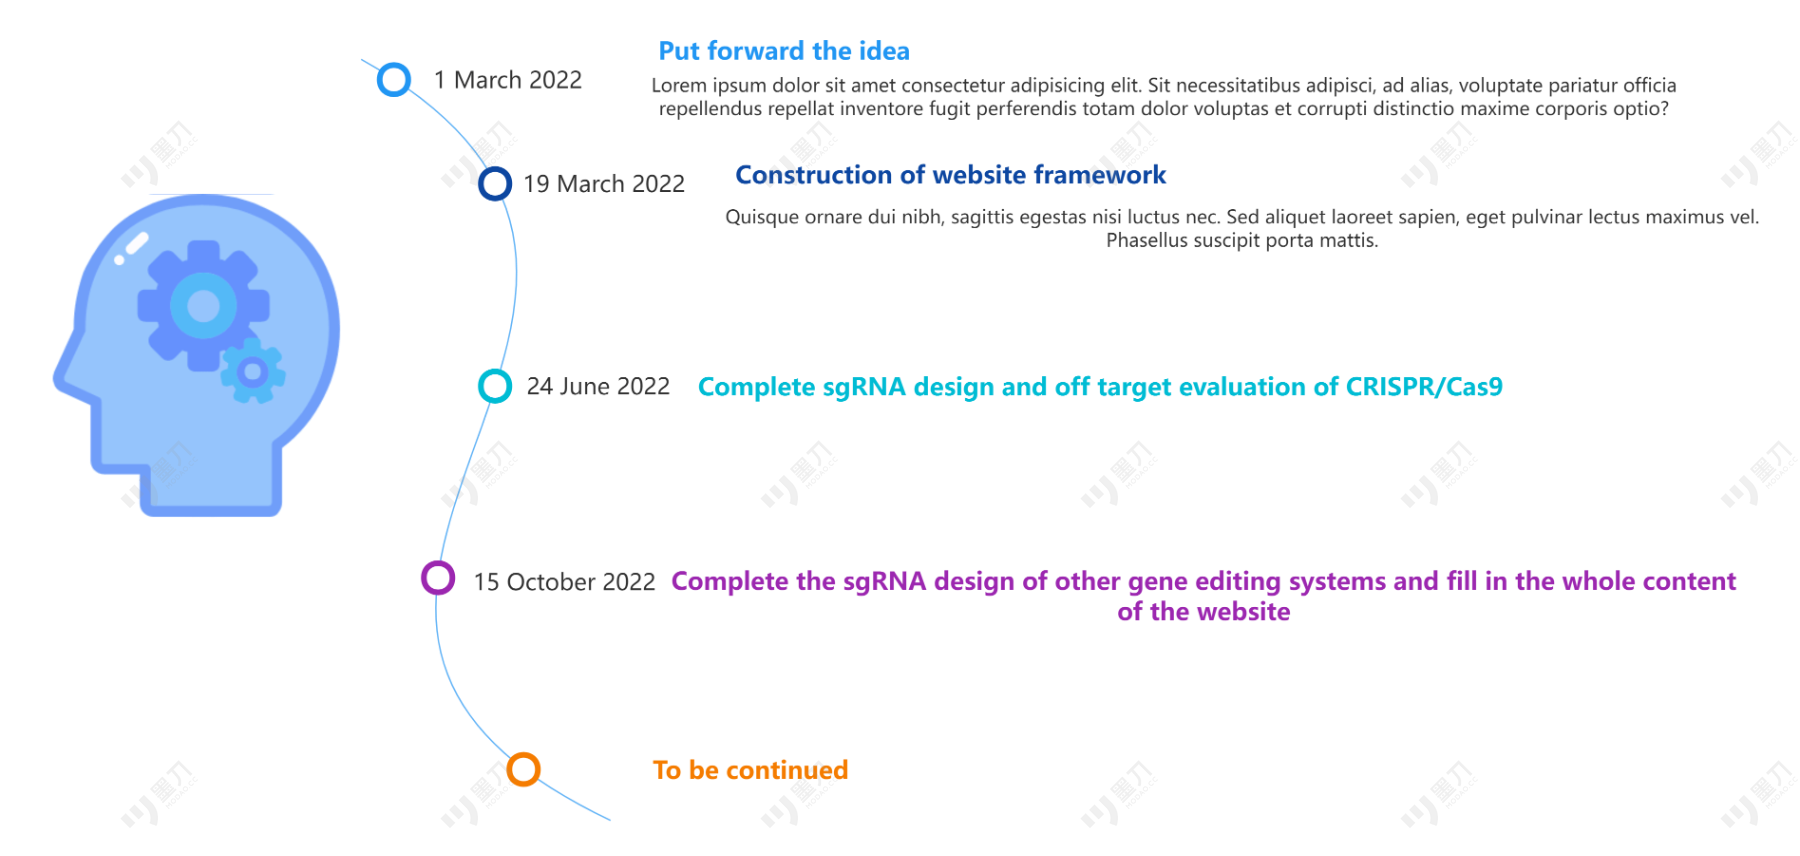 Put forward the idea
1 March 2022
Lorem ipsum dolor sit amet consectetur adipisicing elit. Sit necessitatibus adipisci, ad alias, voluptate pariatur officia
repellendus repellat inventore fugit perferendis totam dolor voluptas et corrupti distinctio maxime corporis optio?
Construction of website framework
19 March 2022
Quisque ornare dui nibh, sagittis egestas nisi luctus nec. Sed aliquet laoreet sapien, eget pulvinar lectus maximus vel.
Phasellus suscipit porta mattis.
24 June 2022 Complete sgRNA design and off target evaluation of CRISPR/Cas9
15 October 2022 Complete the sgRNA design of other gene editing systems and fill in the whole content
of the website
To be continued
墨刀
MODAO.CC